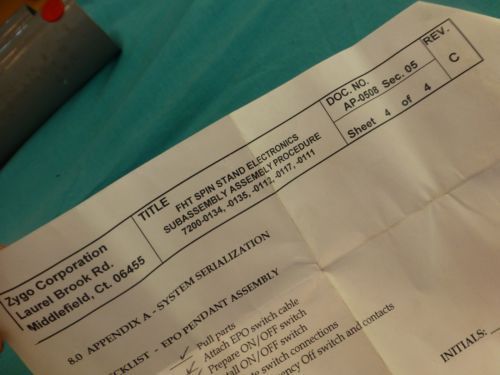 Zygo Corporation
Laurel Brook Rd.
Middlefield, Ct. 06455
TITLE
FHT SPIN STAND ELECTRONICS
SUBASSEMBLY ASSEMBLY PROCEDURE
7200-0134, -0135, -0112,-0117, -0111
DOC. NO.
AP-0508 Sec. 05
Sheet 4 of 4
REV.
C
8.0 APPENDIX A - SYSTEM SERIALIZATION
- EPO PENDANT ASSEMBLY
Pull parts
Attach EPO switch cable
Prepare ON/OFF switch
ON/OFF switch
switch connections
Off switch and contacts
INITIALS: